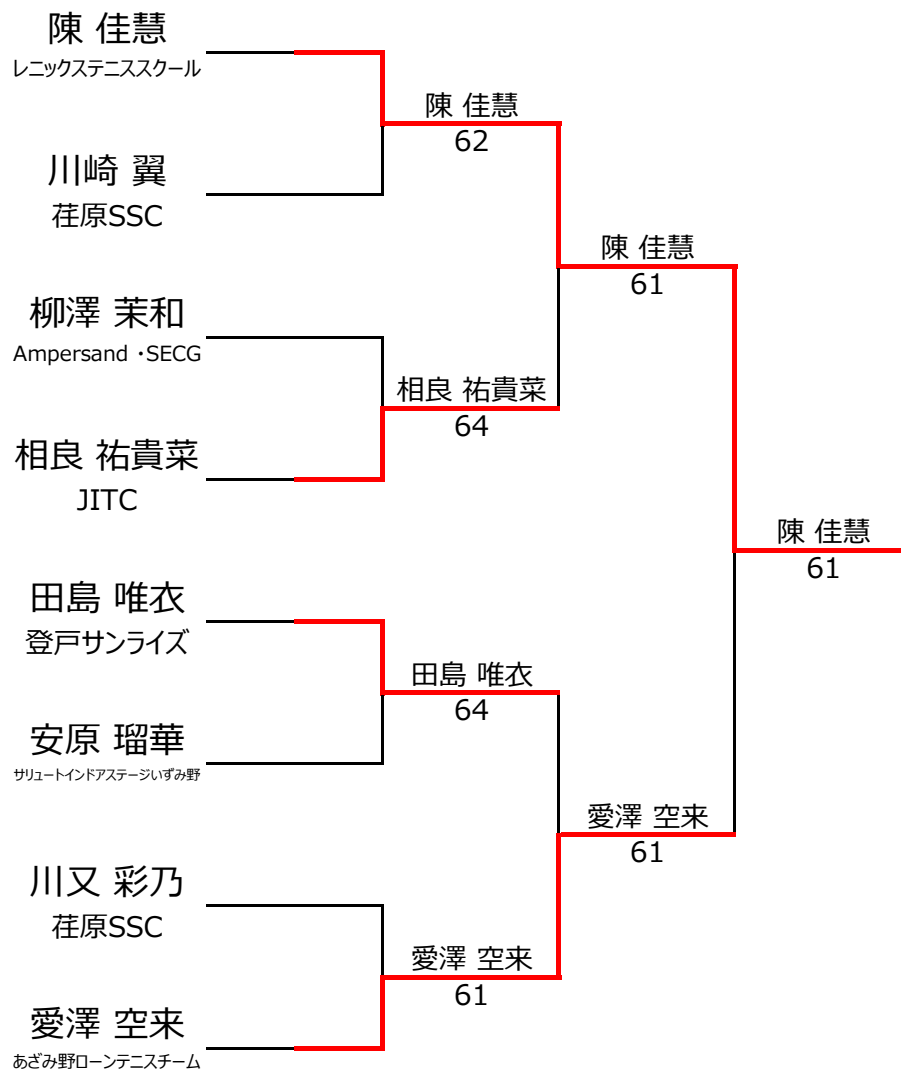 陳 佳慧
レニックステニススクール
川崎 翼
荏原SSC
柳澤 茉和
Ampersand ・SECG
相良 祐貴菜
JITC
田島 唯衣
登戸サンライズ
安原 瑠華
サリュートインドアステージいずみ野
川又 彩乃
荏原SSC
愛澤 空来
あざみ野ローンテニスチーム
陳 佳慧
62
相良 祐貴菜
64
田島 唯衣
64
愛澤 空来
61
陳 佳慧
61
愛澤 空来
61
陳 佳慧
61